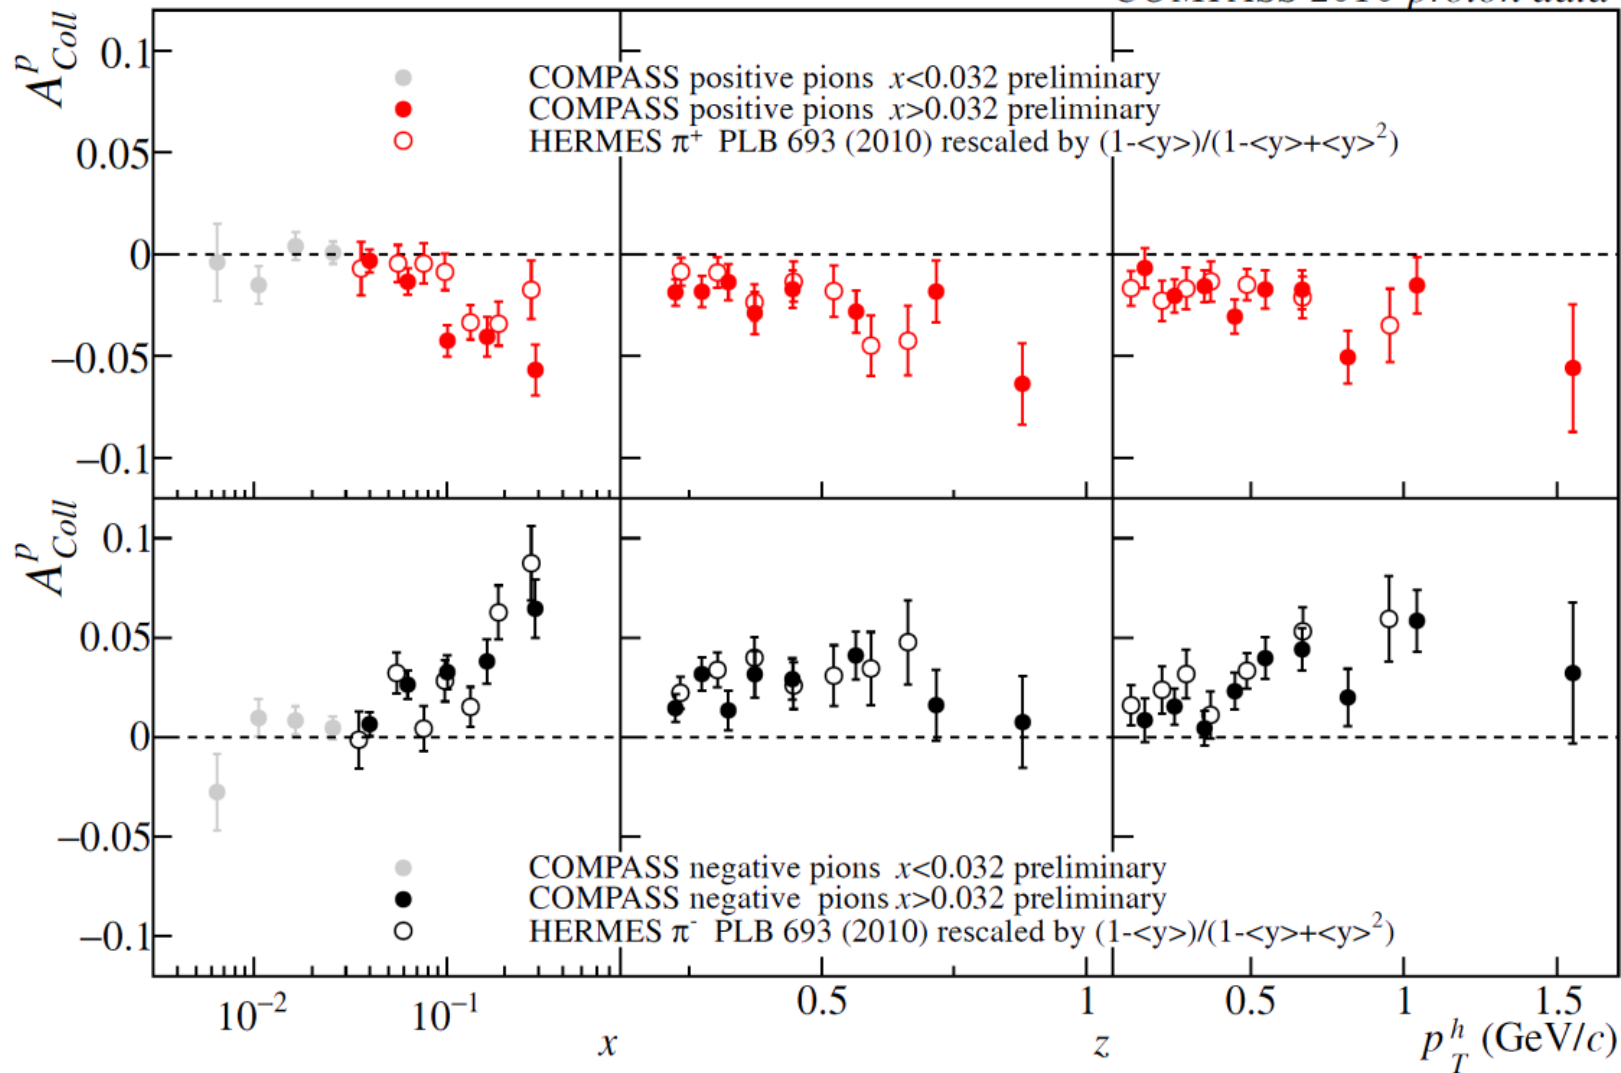 A^p_Coll
0.1
0.05
0
−0.05
−0.1
COMPASS positive pions x<0.032 preliminary
COMPASS positive pions x>0.032 preliminary
HERMES π⁺ PLB 693 (2010) rescaled by (1-<y>)/(1-<y>+<y>²)
A^p_Coll
0.1
0.05
0
−0.05
−0.1
COMPASS negative pions x<0.032 preliminary
COMPASS negative pions x>0.032 preliminary
HERMES π⁻ PLB 693 (2010) rescaled by (1-<y>)/(1-<y>+<y>²)
10⁻² 10⁻¹ 0.5 1 0.5 1 1.5
x z p_T^h (GeV/c)